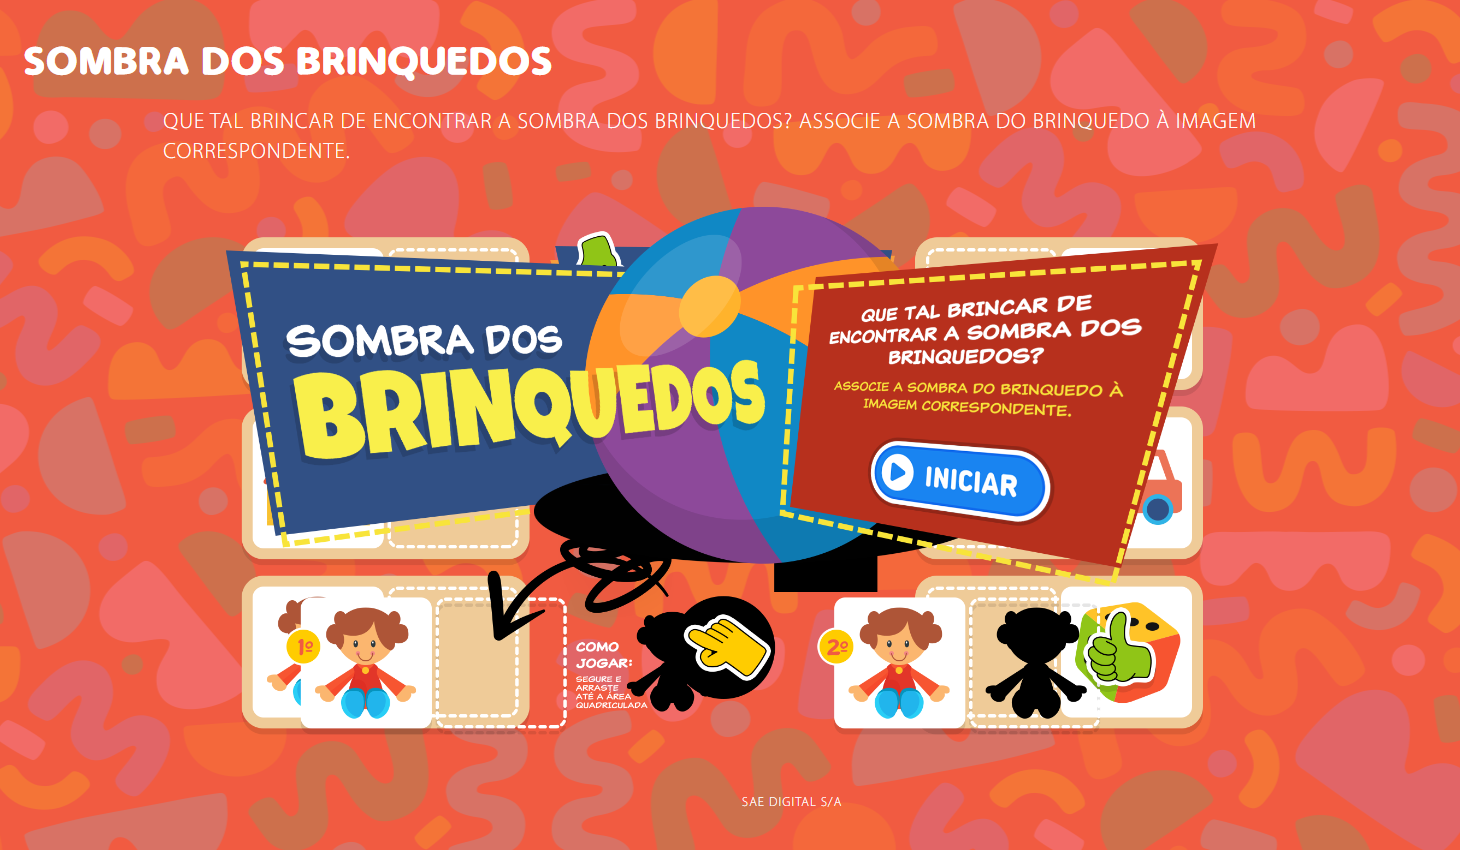 SOMBRA DOS BRINQUEDOS
QUE TAL BRINCAR DE ENCONTRAR A SOMBRA DOS BRINQUEDOS? ASSOCIE A SOMBRA DO BRINQUEDO À IMAGEM
CORRESPONDENTE.
SOMBRA DOS
BRINQUEDOS
QUE TAL BRINCAR DE
ENCONTRAR A SOMBRA DOS
BRINQUEDOS?
ASSOCIE A SOMBRA DO BRINQUEDO À
IMAGEM CORRESPONDENTE.
INICIAR
1º
COMO
JOGAR:
SEGURE E
ARRASTE
ATÉ A ÁREA
QUADRICULADA
2º
SAE DIGITAL S/A